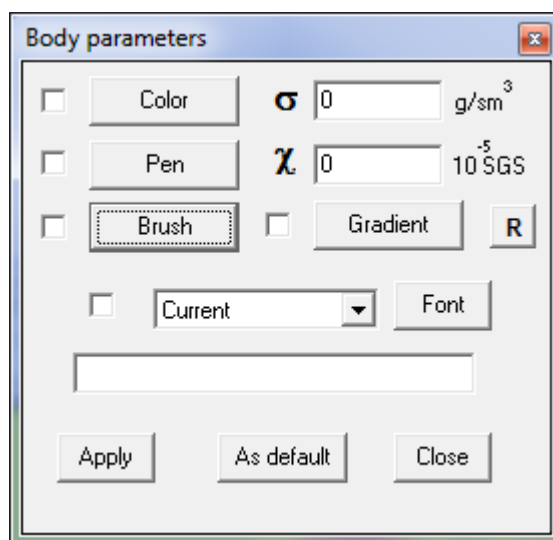 Body parameters
Color σ 0 g/sm³
Pen χ 0 10⁻⁵ SGS
Brush Gradient R
Current Font
Apply As default Close